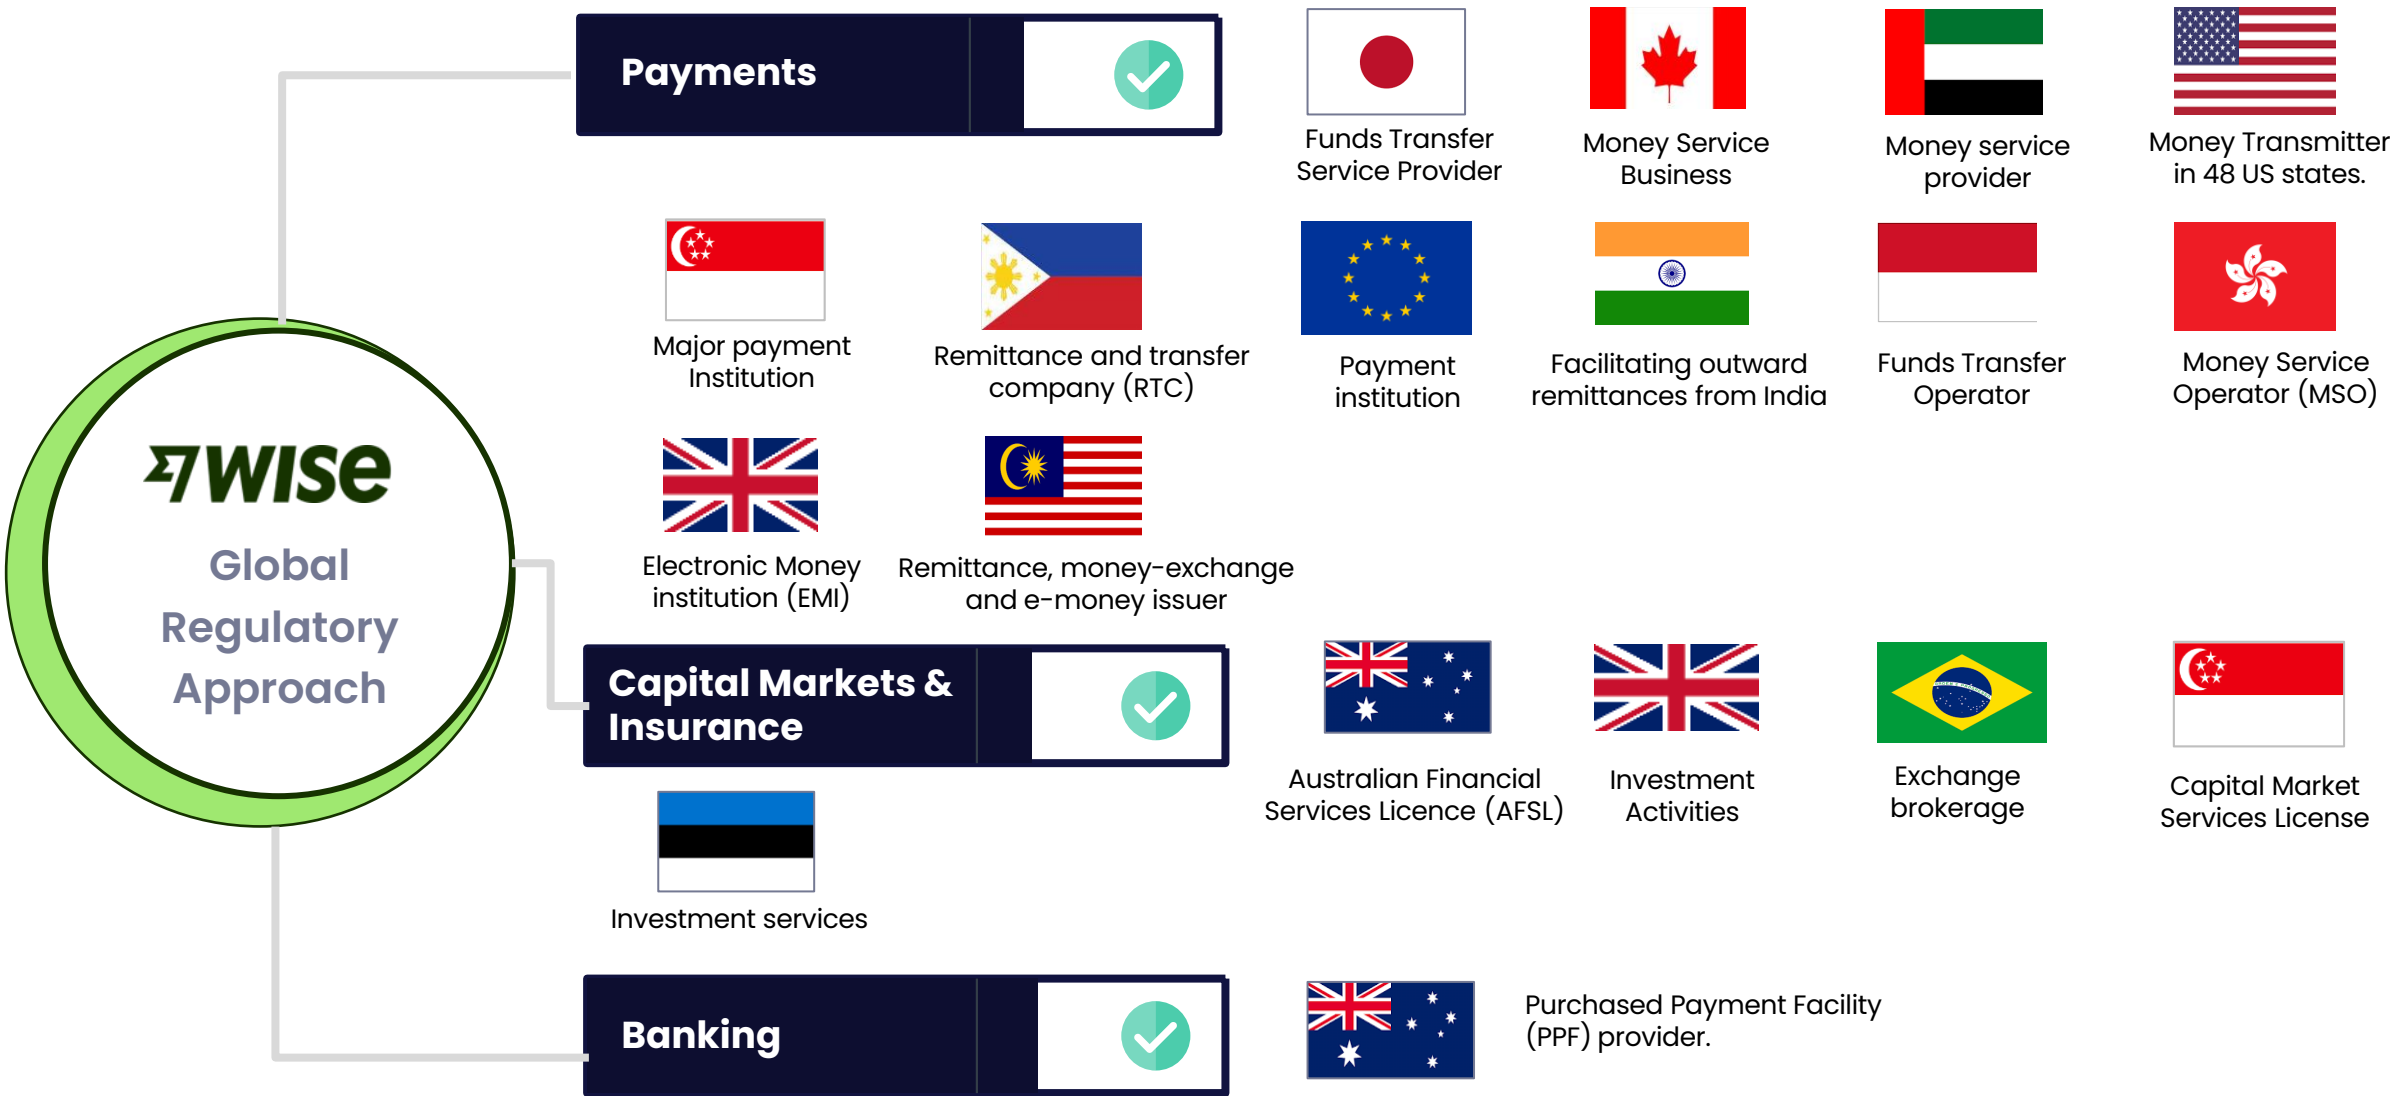 Payments
Funds Transfer
Service Provider
Money Service
Business
Money service
provider
Money Transmitter
in 48 US states.
Major payment
Institution
Remittance and transfer
company (RTC)
Payment
institution
Facilitating outward
remittances from India
Funds Transfer
Operator
Money Service
Operator (MSO)
WISE
Global
Regulatory
Approach
Electronic Money
institution (EMI)
Remittance, money-exchange
and e-money issuer
Capital Markets &
Insurance
Australian Financial
Services Licence (AFSL)
Investment
Activities
Exchange
brokerage
Capital Market
Services License
Investment services
Banking
Purchased Payment Facility
(PPF) provider.